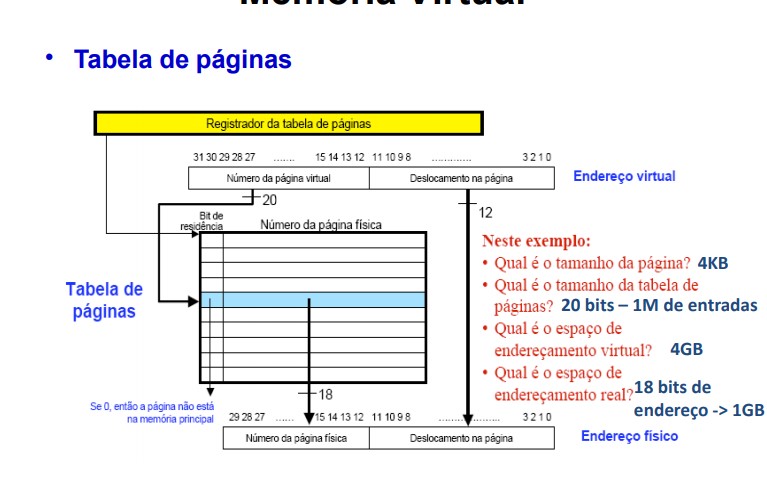 Memória Virtual
• Tabela de páginas
Registrador da tabela de páginas
31 30 29 28 27 ....... 15 14 13 12 11 10 9 8 .............. 3 2 1 0
Número da página virtual Deslocamento na página Endereço virtual
20
12
Bit de
residência
Número da página física
Tabela de
páginas
Neste exemplo:
• Qual é o tamanho da página? 4KB
• Qual é o tamanho da tabela de
páginas? 20 bits – 1M de entradas
• Qual é o espaço de
endereçamento virtual? 4GB
• Qual é o espaço de
endereçamento real? 18 bits de
endereço -> 1GB
18
Se 0, então a página não está
na memória principal
29 28 27 ...... 15 14 13 12 11 10 9 8 .............. 3 2 1 0
Número da página física Deslocamento na página Endereço físico